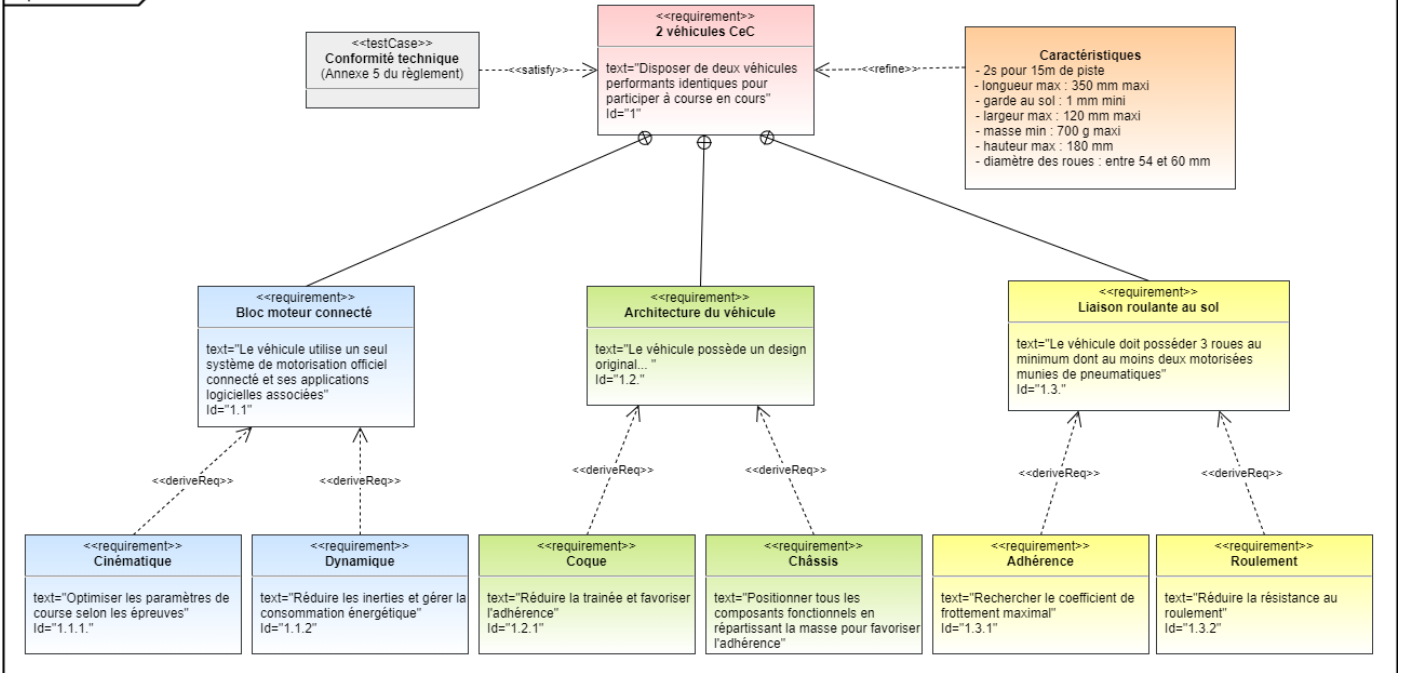 <<requirement>>
2 véhicules CeC
text="Disposer de deux véhicules
performants identiques pour
participer à course en cours"
Id="1"
<<testCase>>
Conformité technique
(Annexe 5 du règlement)
<<satisfy>>
<<refine>>
Caractéristiques
- 2s pour 15m de piste
- longueur max : 350 mm maxi
- garde au sol : 1 mm mini
- largeur max : 120 mm maxi
- masse min : 700 g maxi
- hauteur max : 180 mm
- diamètre des roues : entre 54 et 60 mm
<<requirement>>
Bloc moteur connecté
text="Le véhicule utilise un seul
système de motorisation officiel
connecté et ses applications
logicielles associées"
Id="1.1"
<<requirement>>
Architecture du véhicule
text="Le véhicule possède un design
original... "
Id="1.2."
<<requirement>>
Liaison roulante au sol
text="Le véhicule doit posséder 3 roues au
minimum dont au moins deux motorisées
munies de pneumatiques"
Id="1.3."
<<deriveReq>>
<<deriveReq>>
<<deriveReq>>
<<deriveReq>>
<<deriveReq>>
<<deriveReq>>
<<requirement>>
Cinématique
text="Optimiser les paramètres de
course selon les épreuves"
Id="1.1.1."
<<requirement>>
Dynamique
text="Réduire les inerties et gérer la
consommation énergétique"
Id="1.1.2"
<<requirement>>
Coque
text="Réduire la trainée et favoriser
l'adhérence"
Id="1.2.1"
<<requirement>>
Châssis
text="Positionner tous les
composants fonctionnels en
répartissant la masse pour favoriser
l'adhérence"
<<requirement>>
Adhérence
text="Rechercher le coefficient de
frottement maximal"
Id="1.3.1"
<<requirement>>
Roulement
text="Réduire la résistance au
roulement"
Id="1.3.2"